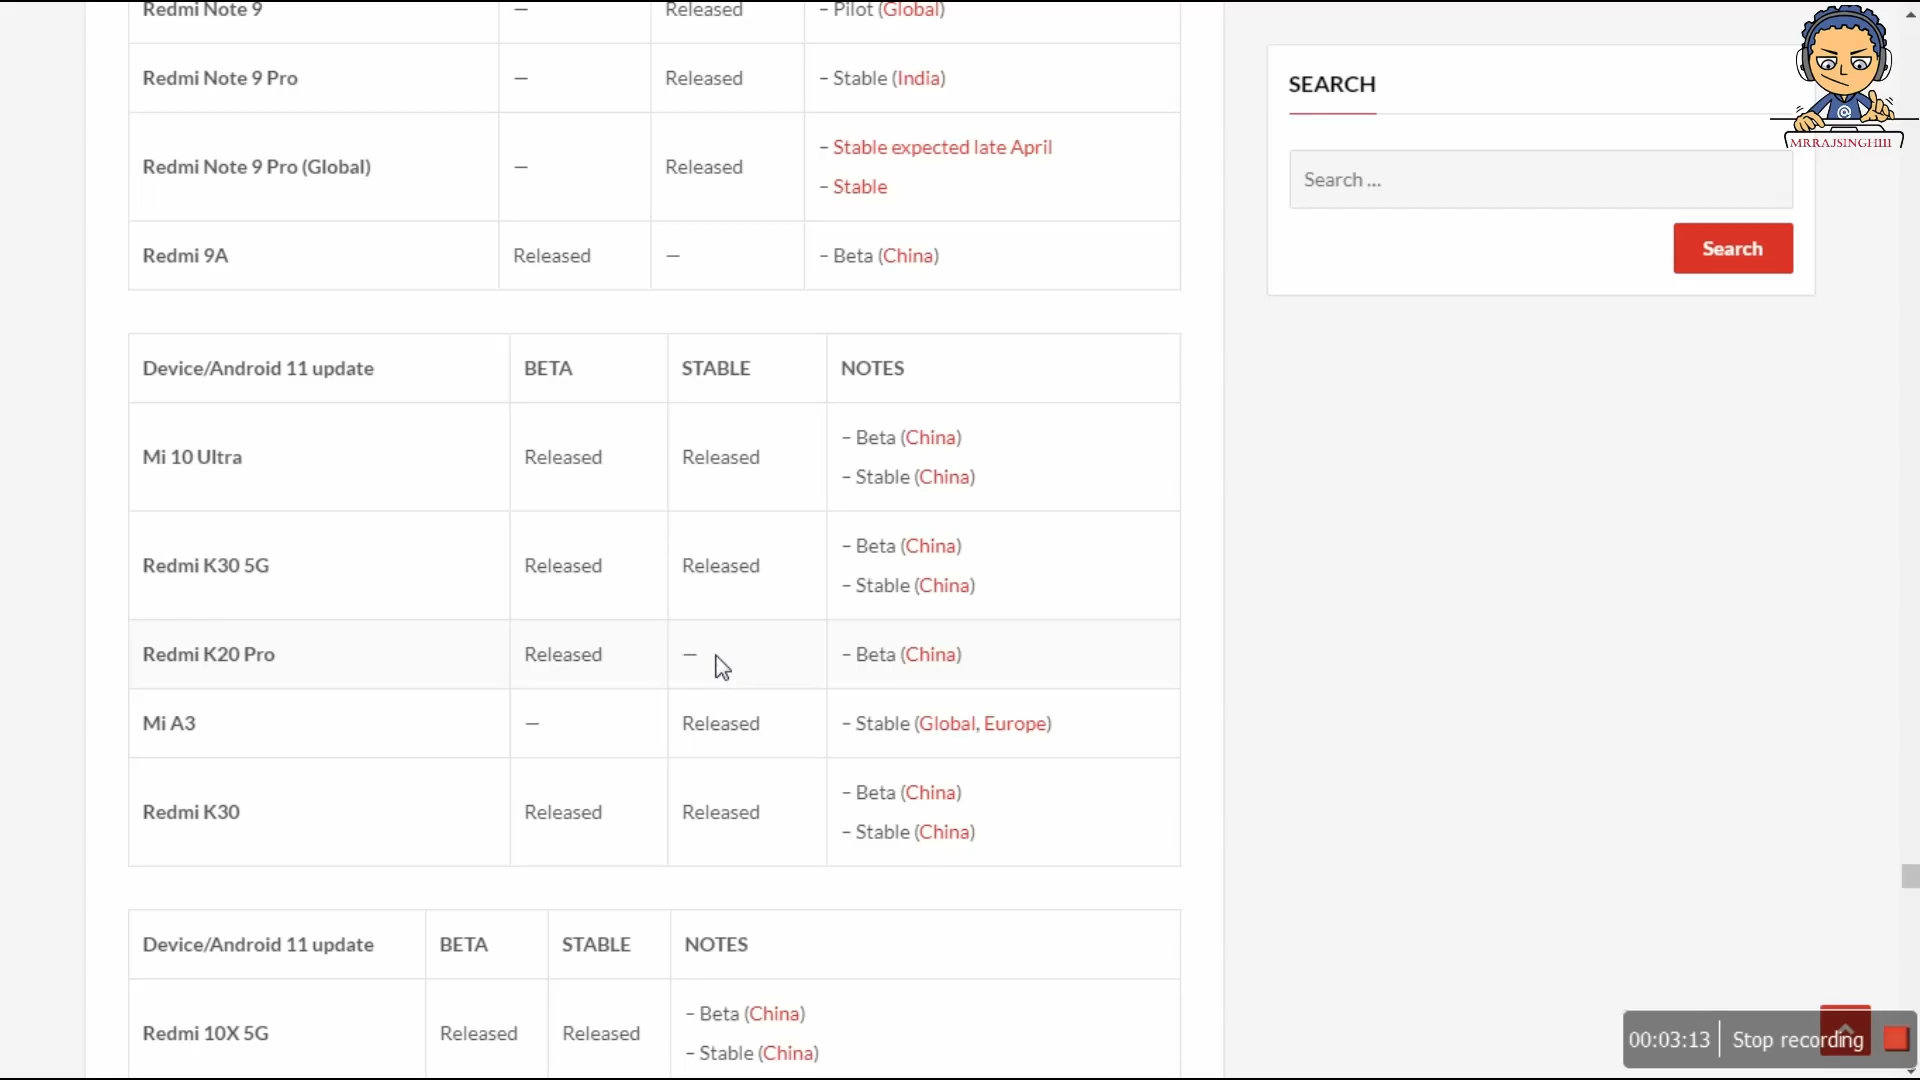 Redmi Note 9 — Released – Pilot (Global)
Redmi Note 9 Pro — Released – Stable (India)
Redmi Note 9 Pro (Global) — Released – Stable expected late April
– Stable
Redmi 9A Released — – Beta (China)
Device/Android 11 update BETA STABLE NOTES
Mi 10 Ultra Released Released – Beta (China)
– Stable (China)
Redmi K30 5G Released Released – Beta (China)
– Stable (China)
Redmi K20 Pro Released — – Beta (China)
Mi A3 — Released – Stable (Global, Europe)
Redmi K30 Released Released – Beta (China)
– Stable (China)
Device/Android 11 update BETA STABLE NOTES
Redmi 10X 5G Released Released – Beta (China)
– Stable (China)
SEARCH
Search ...
Search
MRRAJSINGH111
00:03:13 Stop recording